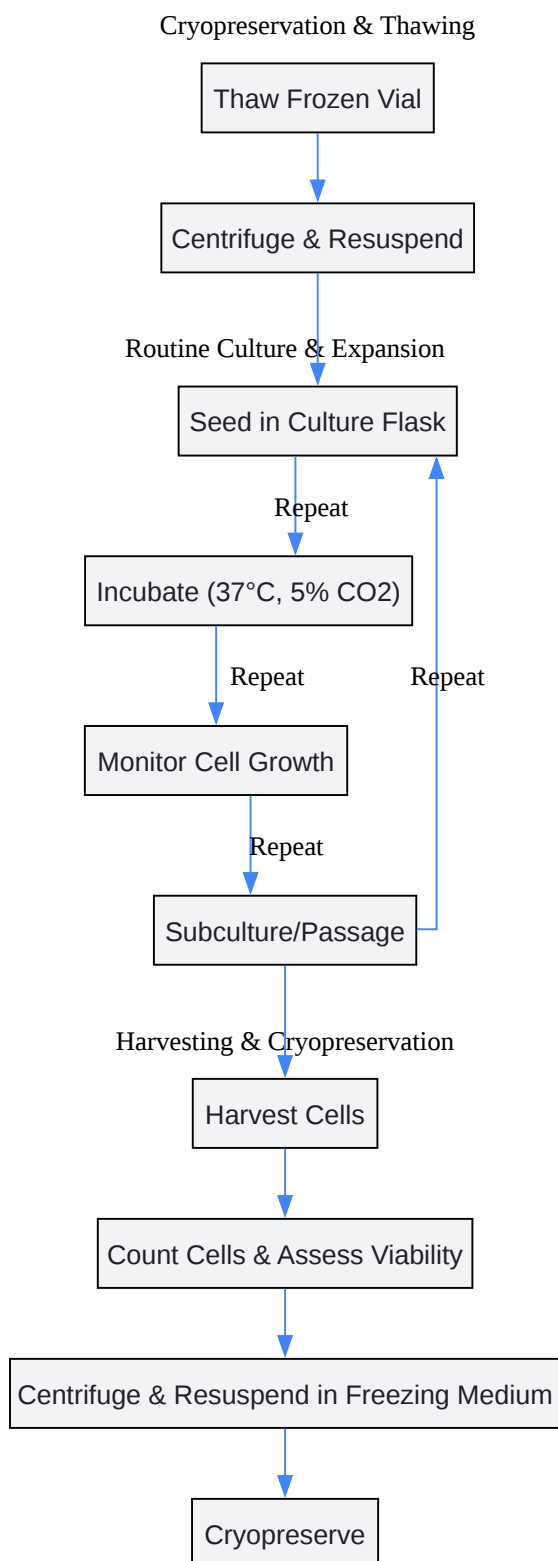 Cryopreservation & Thawing
Thaw Frozen Vial
Centrifuge & Resuspend
Routine Culture & Expansion
Seed in Culture Flask
Repeat
Incubate (37°C, 5% CO2)
Repeat
Repeat
Monitor Cell Growth
Repeat
Subculture/Passage
Harvesting & Cryopreservation
Harvest Cells
Count Cells & Assess Viability
Centrifuge & Resuspend in Freezing Medium
Cryopreserve